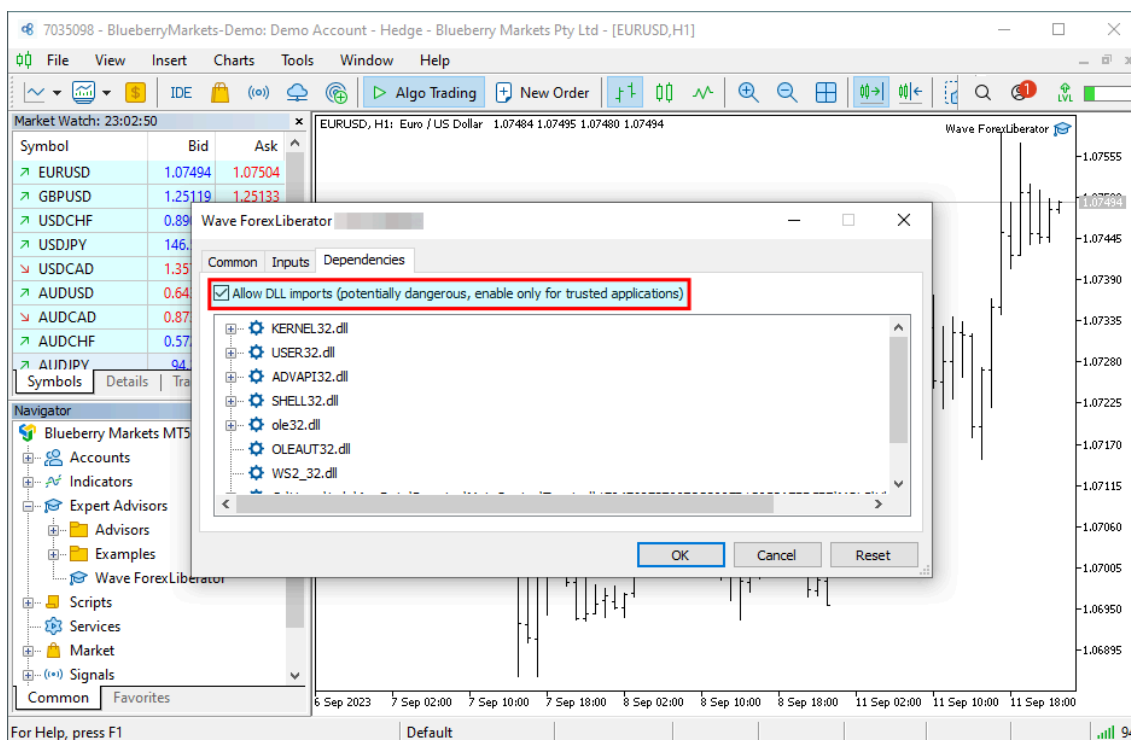 7035098 - BlueberryMarkets-Demo: Demo Account - Hedge - Blueberry Markets Pty Ltd - [EURUSD,H1]
File View Insert Charts Tools Window Help
$ IDE Algo Trading New Order 1 LVL
Market Watch: 23:02:50
Symbol Bid Ask
EURUSD 1.07494 1.07504
GBPUSD 1.25119 1.25133
USDCHF
USDJPY 146.
USDCAD
AUDUSD
AUDCAD
AUDCHF
AUDJPY 94.
Symbols Details
Navigator
Blueberry Markets MT5
Accounts
Indicators
Expert Advisors
Advisors
Examples
Wave ForexLiberator
Scripts
Services
Market
Signals
Common Favorites
EURUSD, H1: Euro / US Dollar 1.07484 1.07495 1.07480 1.07494
Wave ForexLiberator
1.07555
1.07494
1.07445
1.07390
1.07335
1.07280
1.07225
1.07170
1.07115
1.07060
1.07005
1.06950
1.06895
6 Sep 2023 7 Sep 02:00 7 Sep 10:00 7 Sep 18:00 8 Sep 02:00 8 Sep 10:00 8 Sep 18:00 11 Sep 02:00 11 Sep 10:00 11 Sep 18:00
Wave ForexLiberator
Common Inputs Dependencies
Allow DLL imports (potentially dangerous, enable only for trusted applications)
KERNEL32.dll
USER32.dll
ADVAPI32.dll
SHELL32.dll
ole32.dll
OLEAUT32.dll
WS2_32.dll
OK Cancel Reset
For Help, press F1 Default